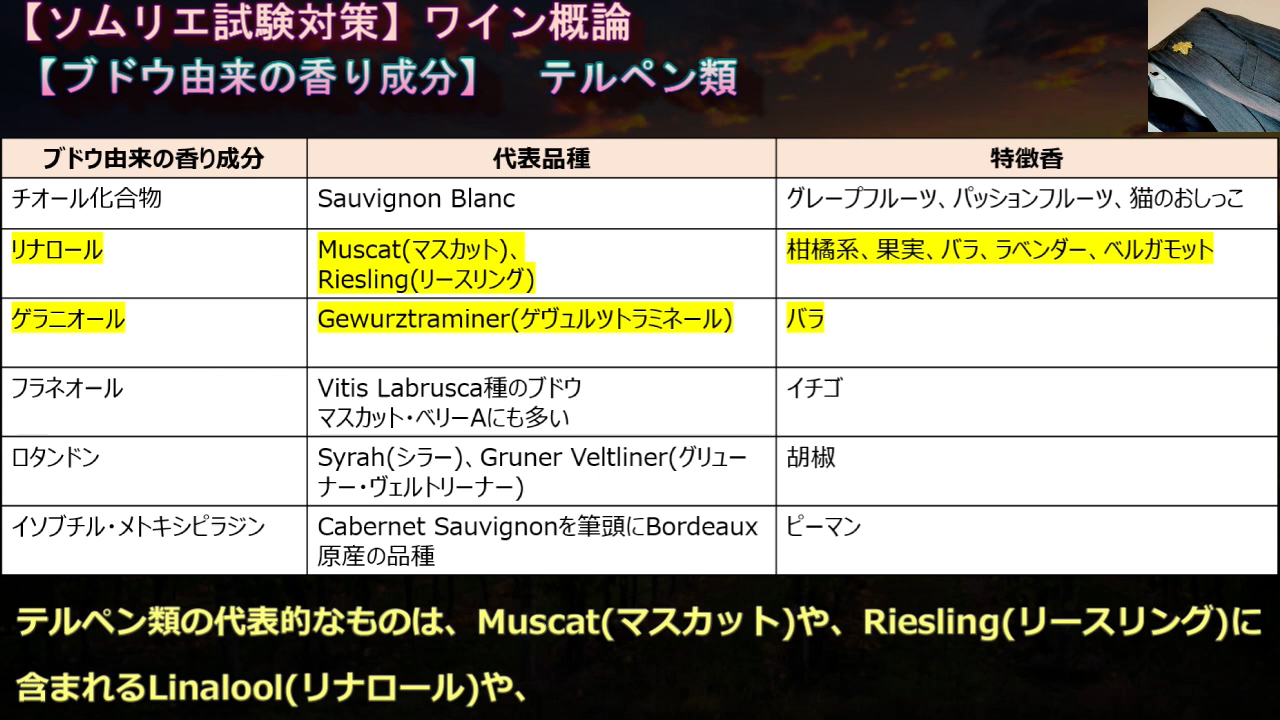 【ソムリエ試験対策】ワイン概論
【ブドウ由来の香り成分】 テルペン類
ブドウ由来の香り成分 代表品種 特徴香
チオール化合物 Sauvignon Blanc グレープフルーツ、パッションフルーツ、猫のおしっこ
リナロール Muscat(マスカット)、 柑橘系、果実、バラ、ラベンダー、ベルガモット
Riesling(リースリング)
ゲラニオール Gewurztraminer(ゲヴュルツトラミネール) バラ
フラネオール Vitis Labrusca種のブドウ イチゴ
マスカット・ベリーAにも多い
ロタンドン Syrah(シラー)、Gruner Veltliner(グリュー 胡椒
ナー・ヴェルトリーナー)
イソブチル・メトキシピラジン Cabernet Sauvignonを筆頭にBordeaux ピーマン
原産の品種
テルペン類の代表的なものは、Muscat(マスカット)や、Riesling(リースリング)に
含まれるLinalool(リナロール)や、